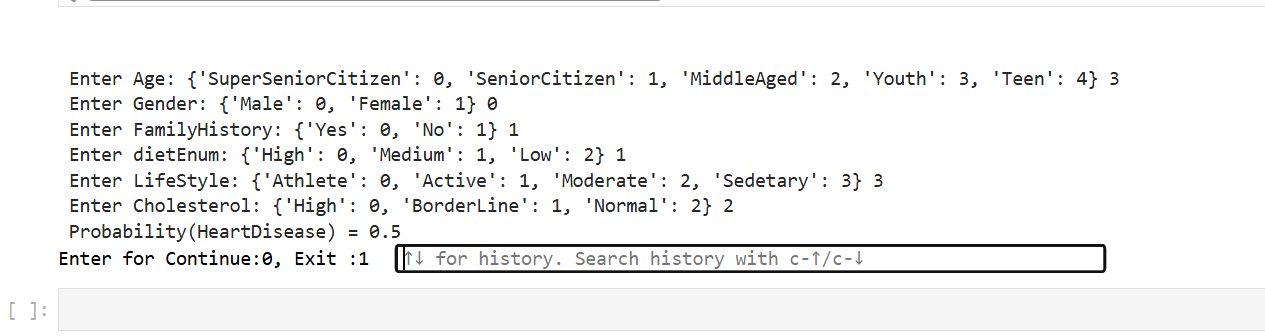 Enter Age: {'SuperSeniorCitizen': 0, 'SeniorCitizen': 1, 'MiddleAged': 2, 'Youth': 3, 'Teen': 4} 3
Enter Gender: {'Male': 0, 'Female': 1} 0
Enter FamilyHistory: {'Yes': 0, 'No': 1} 1
Enter dietEnum: {'High': 0, 'Medium': 1, 'Low': 2} 1
Enter LifeStyle: {'Athlete': 0, 'Active': 1, 'Moderate': 2, 'Sedetary': 3} 3
Enter Cholesterol: {'High': 0, 'BorderLine': 1, 'Normal': 2} 2
Probability(HeartDisease) = 0.5
Enter for Continue:0, Exit :1 ↑↓ for history. Search history with c-↑/c-↓
[ ]: